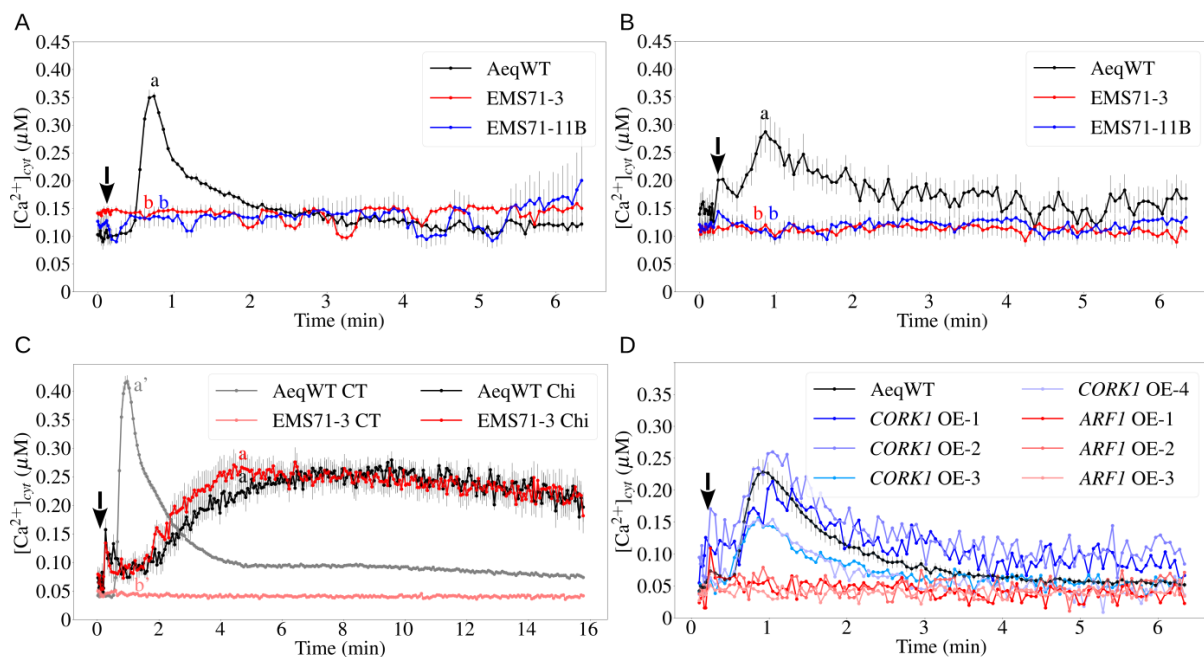 A
[Ca²⁺]cyt (µM)
0.45
0.40
0.35
0.30
0.25
0.20
0.15
0.10
0.05
0
a
b b
AeqWT
EMS71-3
EMS71-11B
0 1 2 3 4 5 6
Time (min)
B
[Ca²⁺]cyt (µM)
0.45
0.40
0.35
0.30
0.25
0.20
0.15
0.10
0.05
0
a
b b
AeqWT
EMS71-3
EMS71-11B
0 1 2 3 4 5 6
Time (min)
C
[Ca²⁺]cyt (µM)
0.40
0.35
0.30
0.25
0.20
0.15
0.10
0.05
0
a'
a
a
b
AeqWT CT
EMS71-3 CT
AeqWT Chi
EMS71-3 Chi
0 2 4 6 8 10 12 14 16
Time (min)
D
[Ca²⁺]cyt (µM)
0.35
0.30
0.25
0.20
0.15
0.10
0.05
0
AeqWT
CORK1 OE-1
CORK1 OE-2
CORK1 OE-3
CORK1 OE-4
ARF1 OE-1
ARF1 OE-2
ARF1 OE-3
0 1 2 3 4 5 6
Time (min)